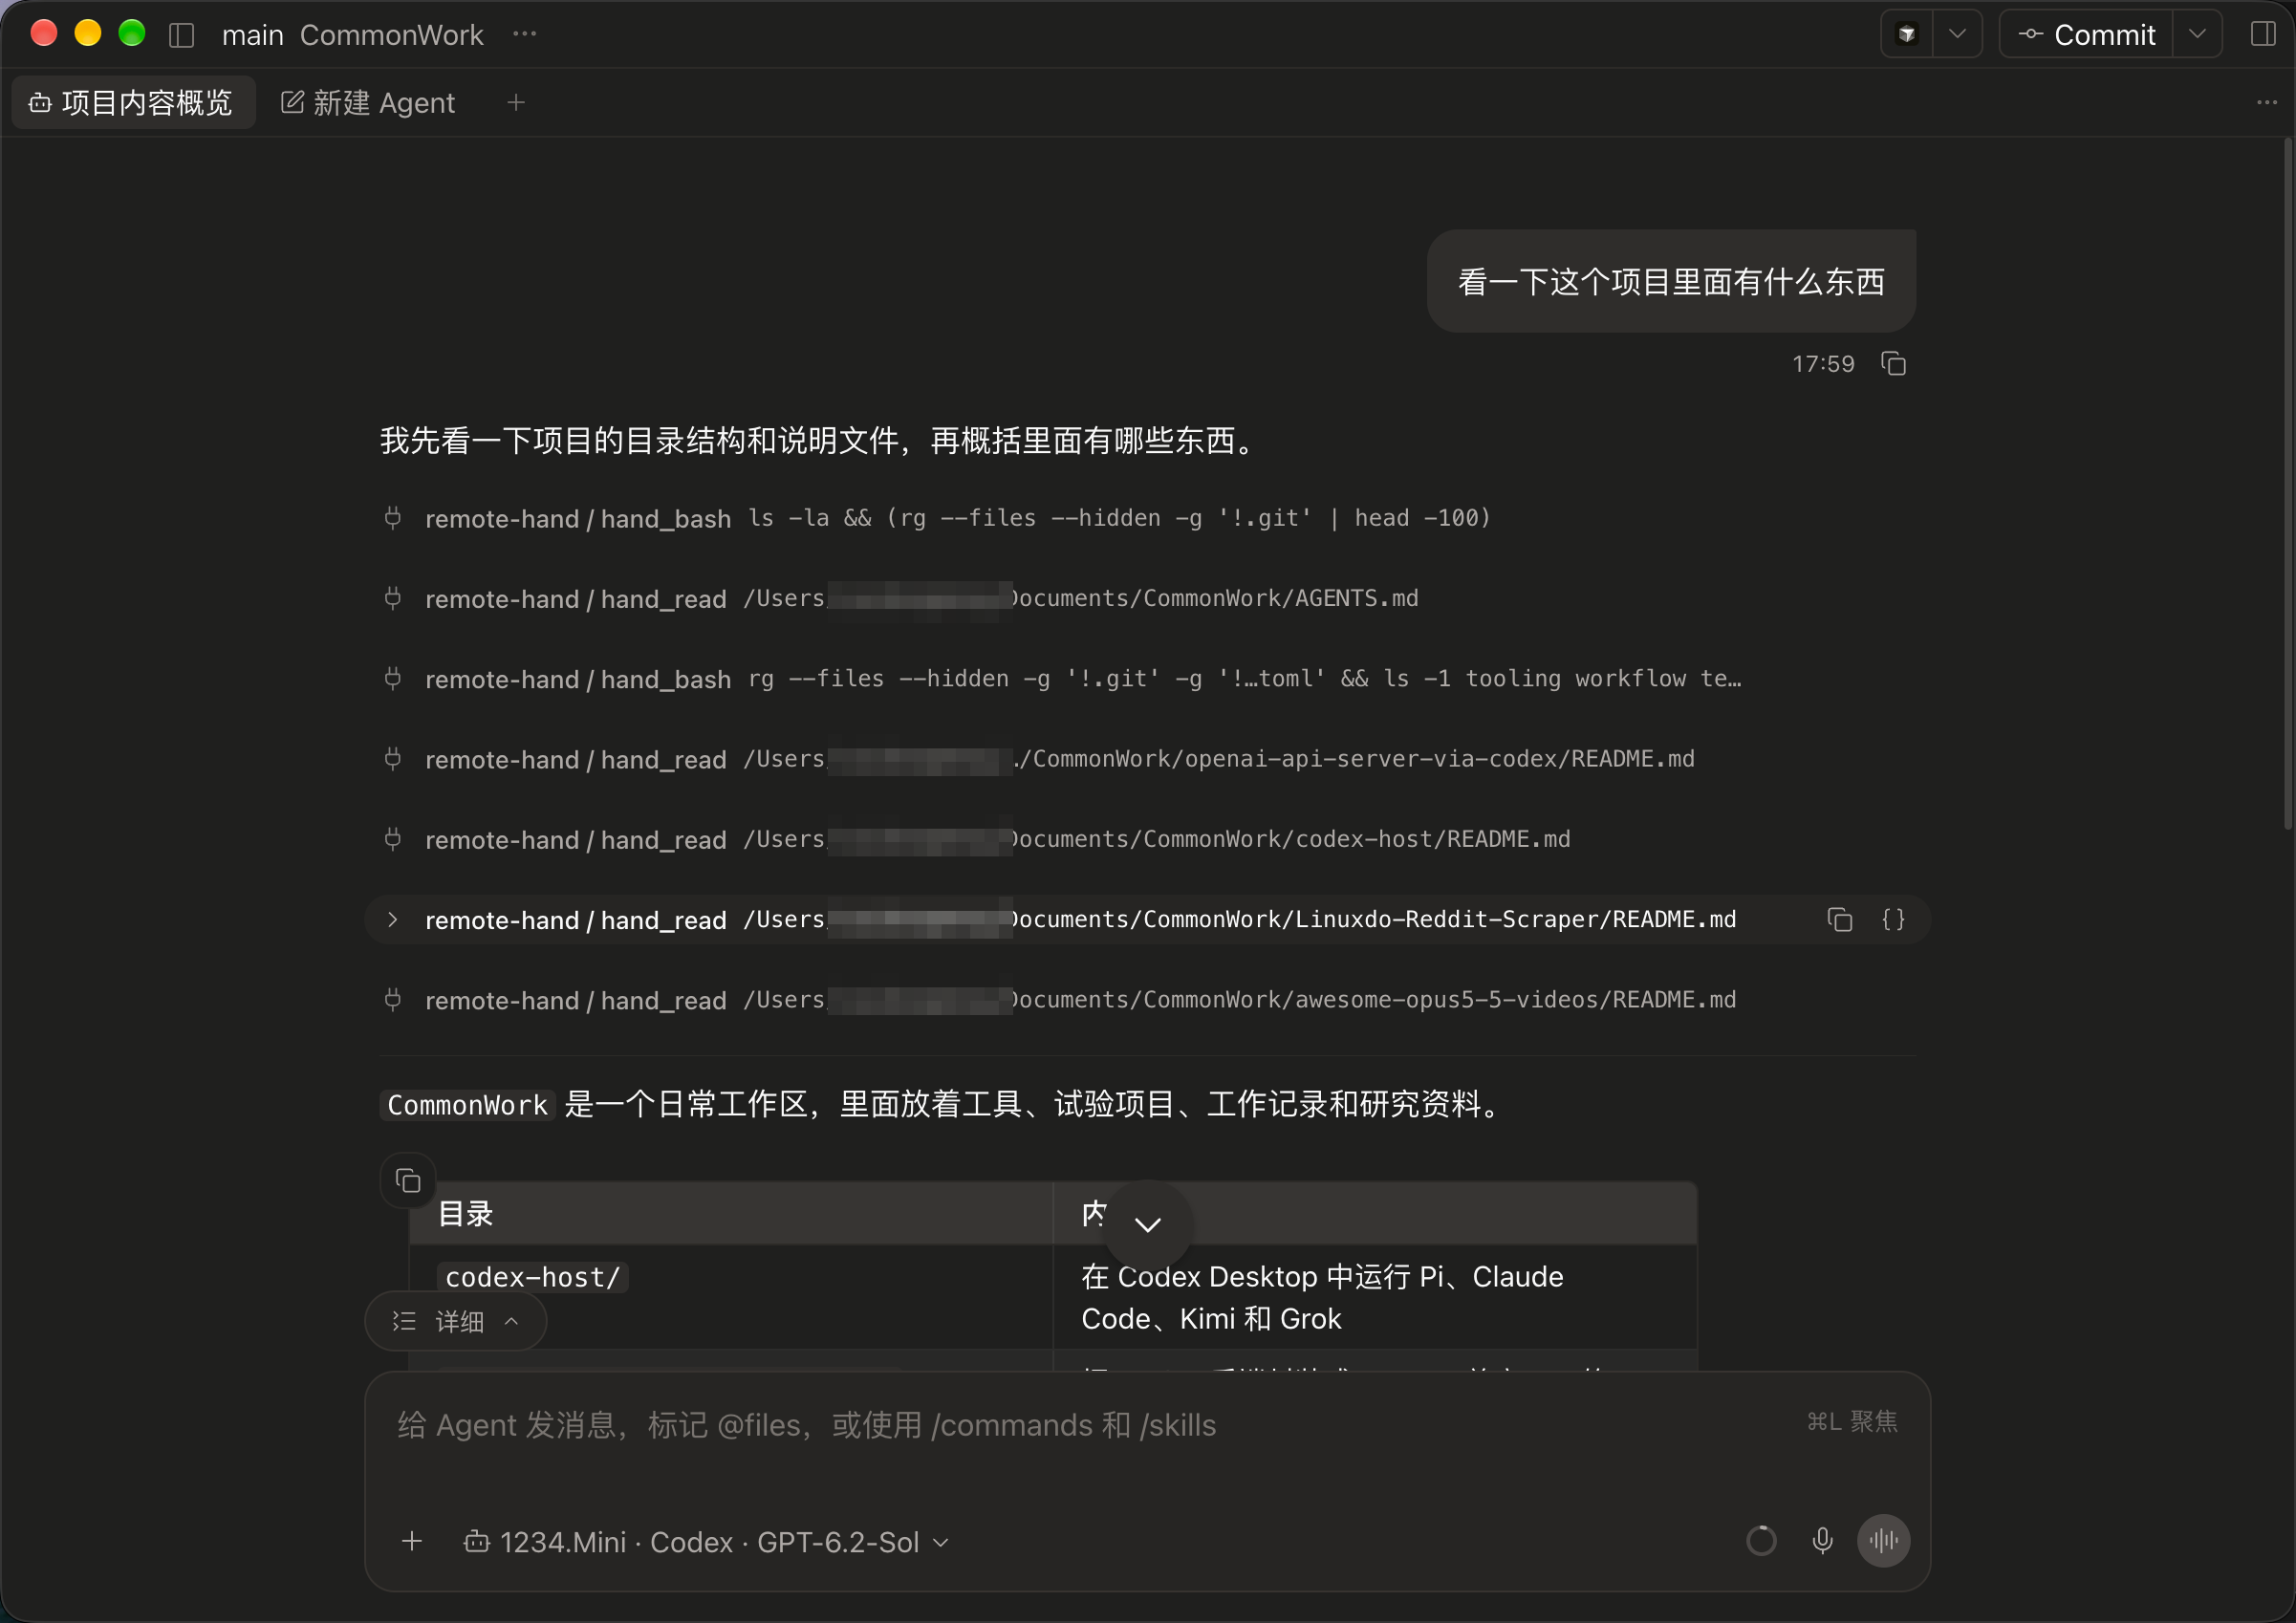 main CommonWork ···
Commit
项目内容概览 新建 Agent
看一下这个项目里面有什么东西
17:59
我先看一下项目的目录结构和说明文件，再概括里面有哪些东西。
remote-hand / hand_bash ls -la && (rg --files --hidden -g '!.git' | head -100)
remote-hand / hand_read /Users/ Documents/CommonWork/AGENTS.md
remote-hand / hand_bash rg --files --hidden -g '!.git' -g '!…toml' && ls -1 tooling workflow te…
remote-hand / hand_read /Users/ /CommonWork/openai-api-server-via-codex/README.md
remote-hand / hand_read /Users/ Documents/CommonWork/codex-host/README.md
remote-hand / hand_read /Users/ Documents/CommonWork/Linuxdo-Reddit-Scraper/README.md
remote-hand / hand_read /Users/ Documents/CommonWork/awesome-opus5-5-videos/README.md
CommonWork 是一个日常工作区，里面放着工具、试验项目、工作记录和研究资料。
目录 内
codex-host/ 在 Codex Desktop 中运行 Pi、Claude
Code、Kimi 和 Grok
详细
给 Agent 发消息，标记 @files，或使用 /commands 和 /skills
⌘L 聚焦
1234.Mini · Codex · GPT-6.2-Sol